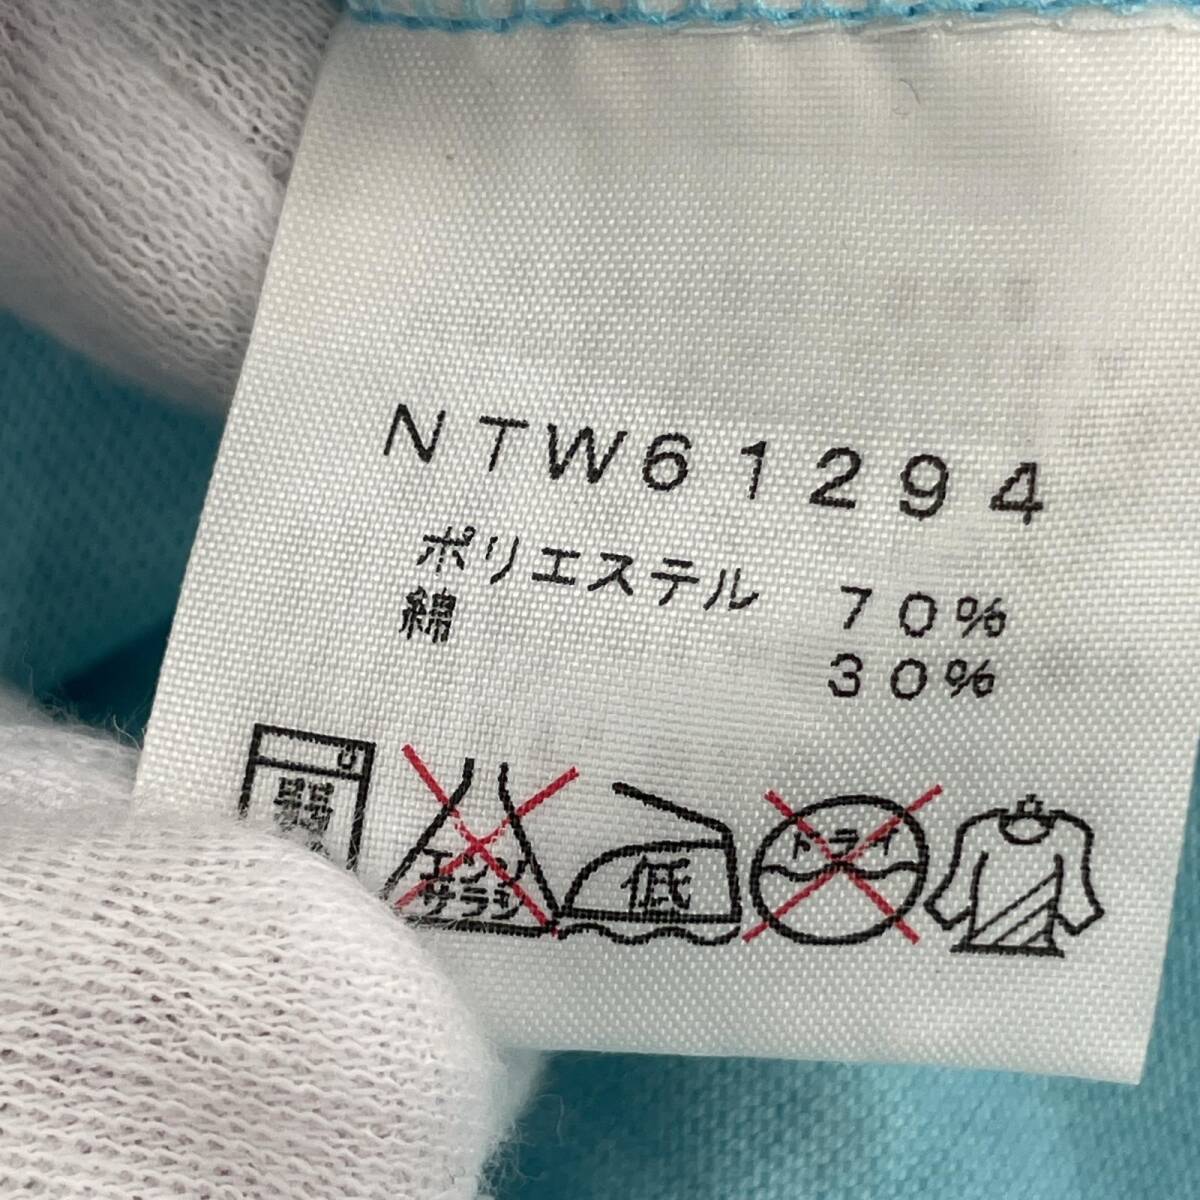 NTW61294
ポリエステル 70%
綿 30%
弱
エンソ
サラシ
低
ドライ